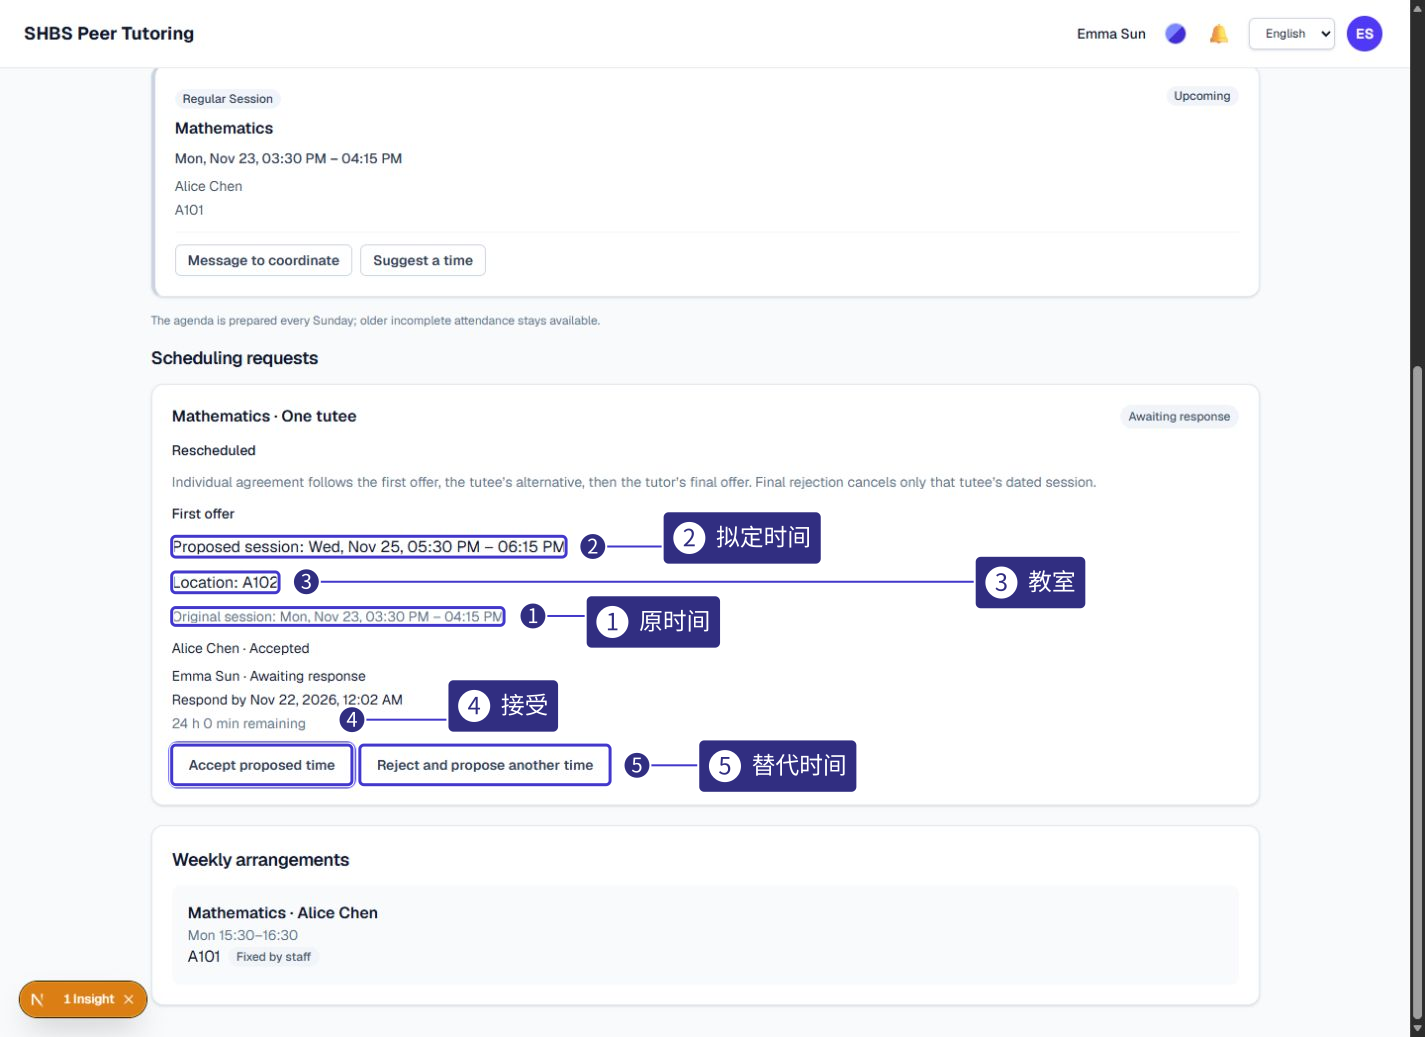 SHBS Peer Tutoring
Emma Sun
English
ES
Regular Session
Upcoming
Mathematics
Mon, Nov 23, 03:30 PM – 04:15 PM
Alice Chen
A101
Message to coordinate
Suggest a time
The agenda is prepared every Sunday; older incomplete attendance stays available.
Scheduling requests
Mathematics · One tutee
Awaiting response
Rescheduled
Individual agreement follows the first offer, the tutee's alternative, then the tutor's final offer. Final rejection cancels only that tutee's dated session.
First offer
Proposed session: Wed, Nov 25, 05:30 PM – 06:15 PM
2
2 拟定时间
Location: A102
3
3 教室
Original session: Mon, Nov 23, 03:30 PM – 04:15 PM
1
1 原时间
Alice Chen · Accepted
Emma Sun · Awaiting response
Respond by Nov 22, 2026, 12:02 AM
24 h 0 min remaining
4
4 接受
Accept proposed time
Reject and propose another time
5
5 替代时间
Weekly arrangements
Mathematics · Alice Chen
Mon 15:30–16:30
A101 Fixed by staff
N 1 Insight ×